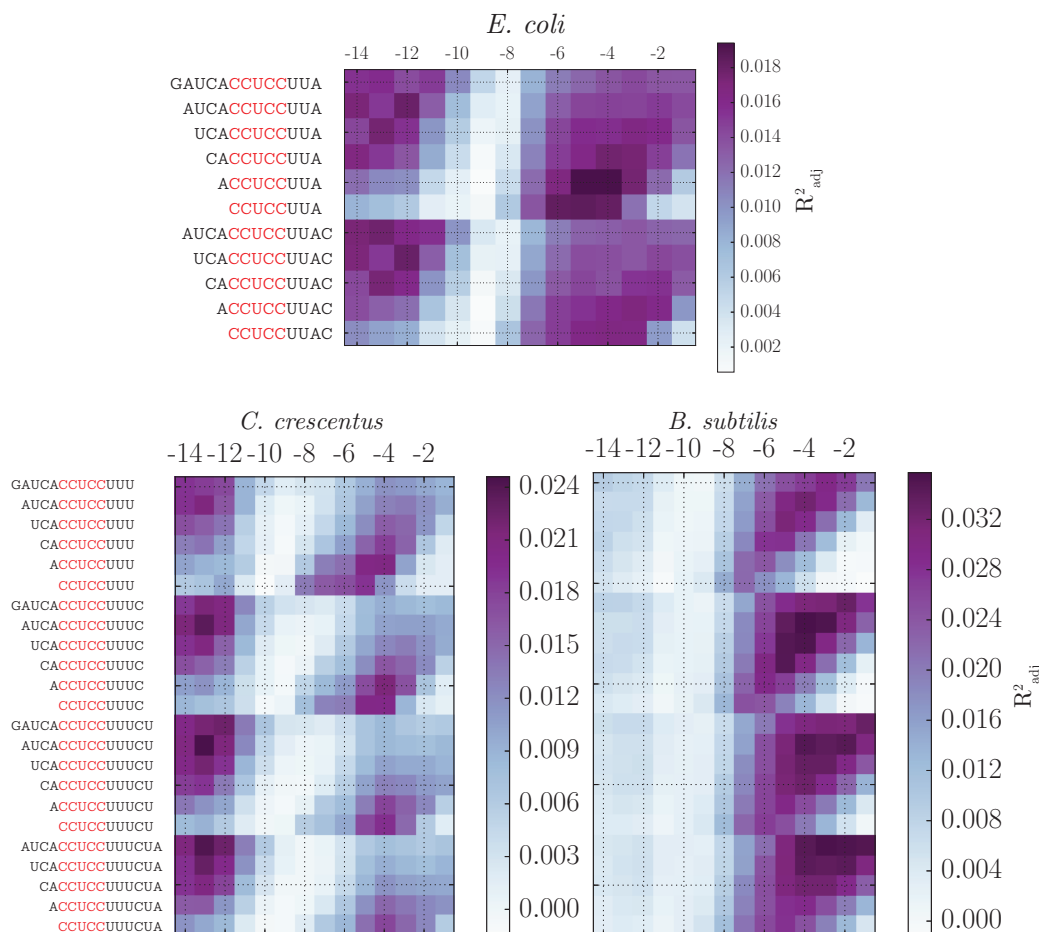 E. coli
-14 -12 -10 -8 -6 -4 -2
GAUCACCUCCUUA
AUCACCUCCUUA
UCACCUCCUUA
CACCUCCUUA
ACCUCCUUA
CCUCCUUA
AUCACCUCCUUAC
UCACCUCCUUAC
CACCUCCUUAC
ACCUCCUUAC
CCUCCUUAC
0.018
0.016
0.014
0.012
0.010
0.008
0.006
0.004
0.002
R²adj
C. crescentus
-14 -12 -10 -8 -6 -4 -2
GAUCACCUCCUUU
AUCACCUCCUUU
UCACCUCCUUU
CACCUCCUUU
ACCUCCUUU
CCUCCUUU
GAUCACCUCCUUUC
AUCACCUCCUUUC
UCACCUCCUUUC
CACCUCCUUUC
ACCUCCUUUC
CCUCCUUUC
GAUCACCUCCUUUCU
AUCACCUCCUUUCU
UCACCUCCUUUCU
CACCUCCUUUCU
ACCUCCUUUCU
CCUCCUUUCU
AUCACCUCCUUUCUA
UCACCUCCUUUCUA
CACCUCCUUUCUA
ACCUCCUUUCUA
CCUCCUUUCUA
0.024
0.021
0.018
0.015
0.012
0.009
0.006
0.003
0.000
B. subtilis
-14 -12 -10 -8 -6 -4 -2
0.032
0.028
0.024
0.020
0.016
0.012
0.008
0.004
0.000
R²adj